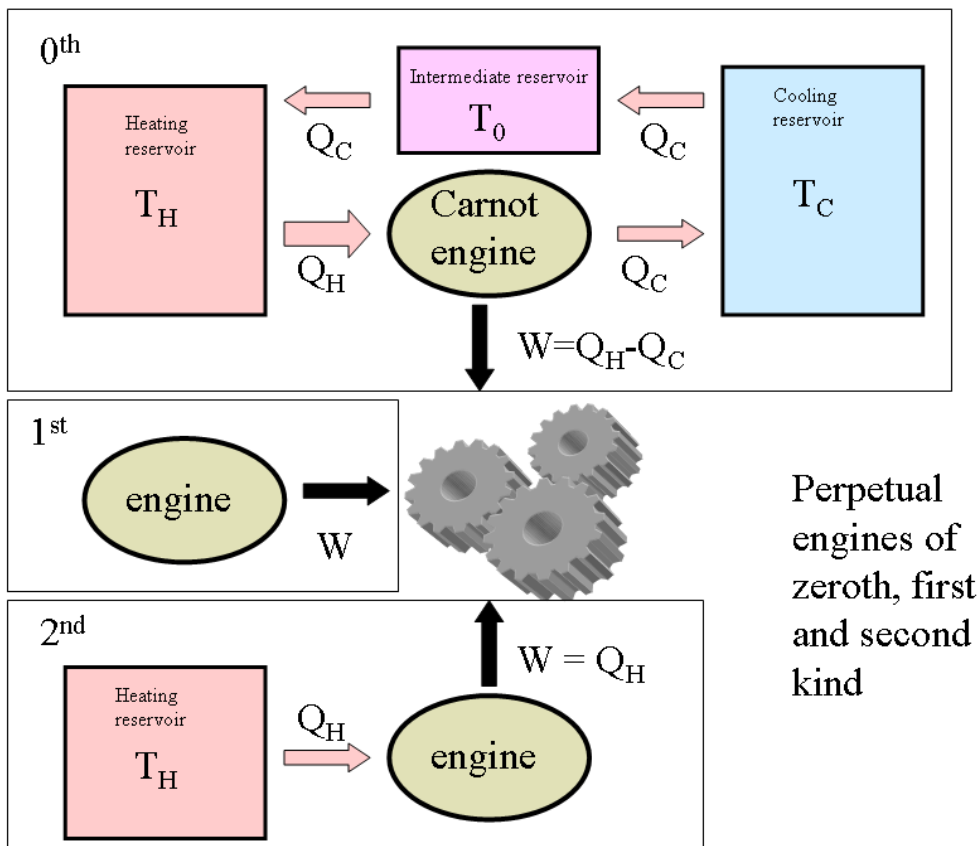 0th
Intermediate reservoir
T0
Heating
reservoir
TH
Cooling
reservoir
TC
QC
QC
Carnot
engine
QH
QC
W=QH-QC
1st
engine
W
Perpetual
engines of
zeroth, first
and second
kind
2nd
W = QH
Heating
reservoir
TH
QH
engine